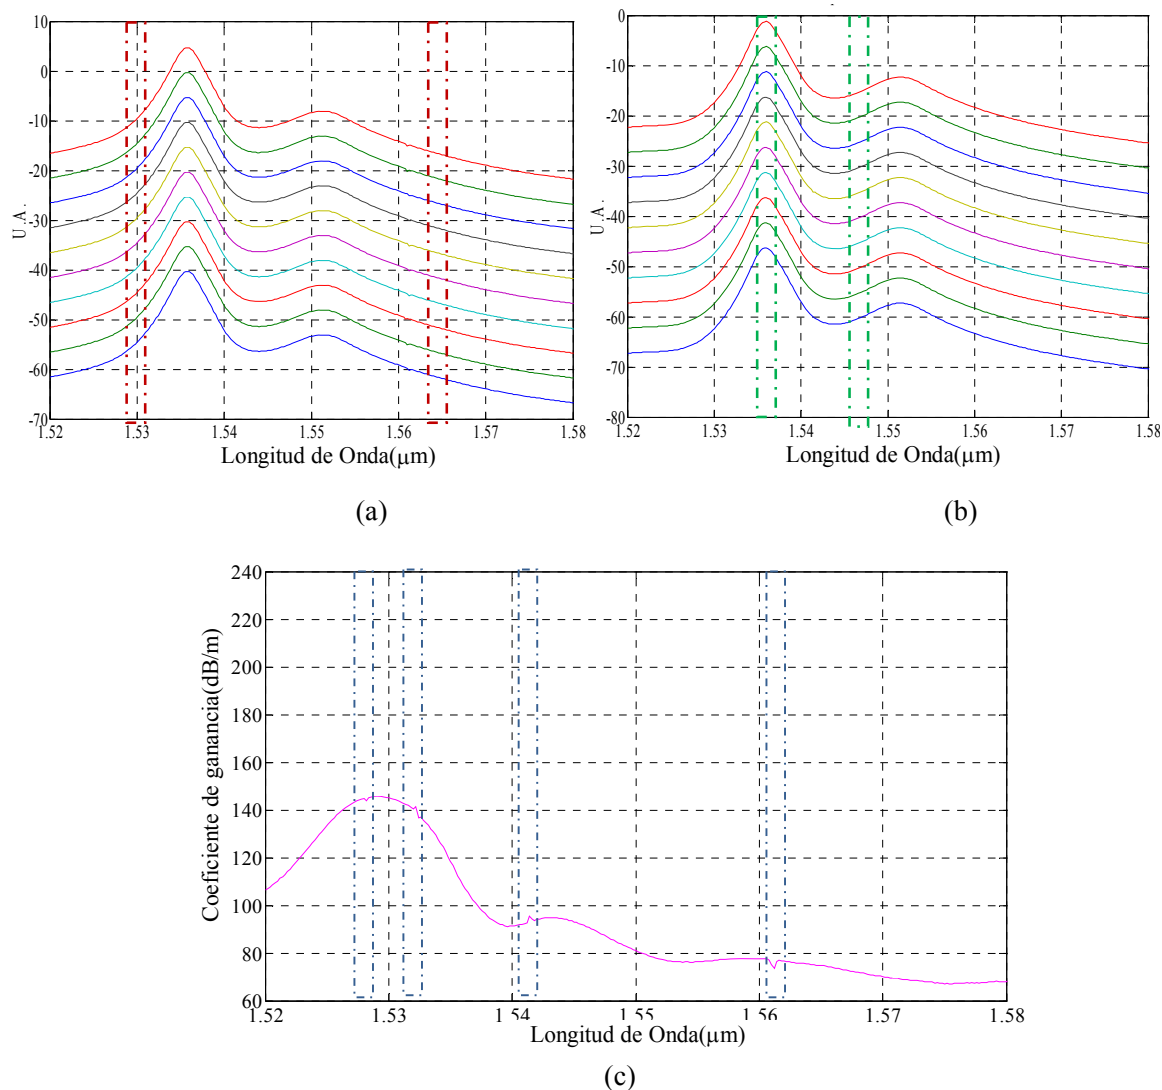 10
0
-10
-20
-30
-40
-50
-60
-70
U.A.
1.52 1.53 1.54 1.55 1.56 1.57 1.58
Longitud de Onda(μm)
(a)
0
-10
-20
-30
-40
-50
-60
-70
-80
U.A.
1.52 1.53 1.54 1.55 1.56 1.57 1.58
Longitud de Onda(μm)
(b)
240
220
200
180
160
140
120
100
80
60
Coeficiente de ganancia(dB/m)
1.52 1.53 1.54 1.55 1.56 1.57 1.58
Longitud de Onda(μm)
(c)